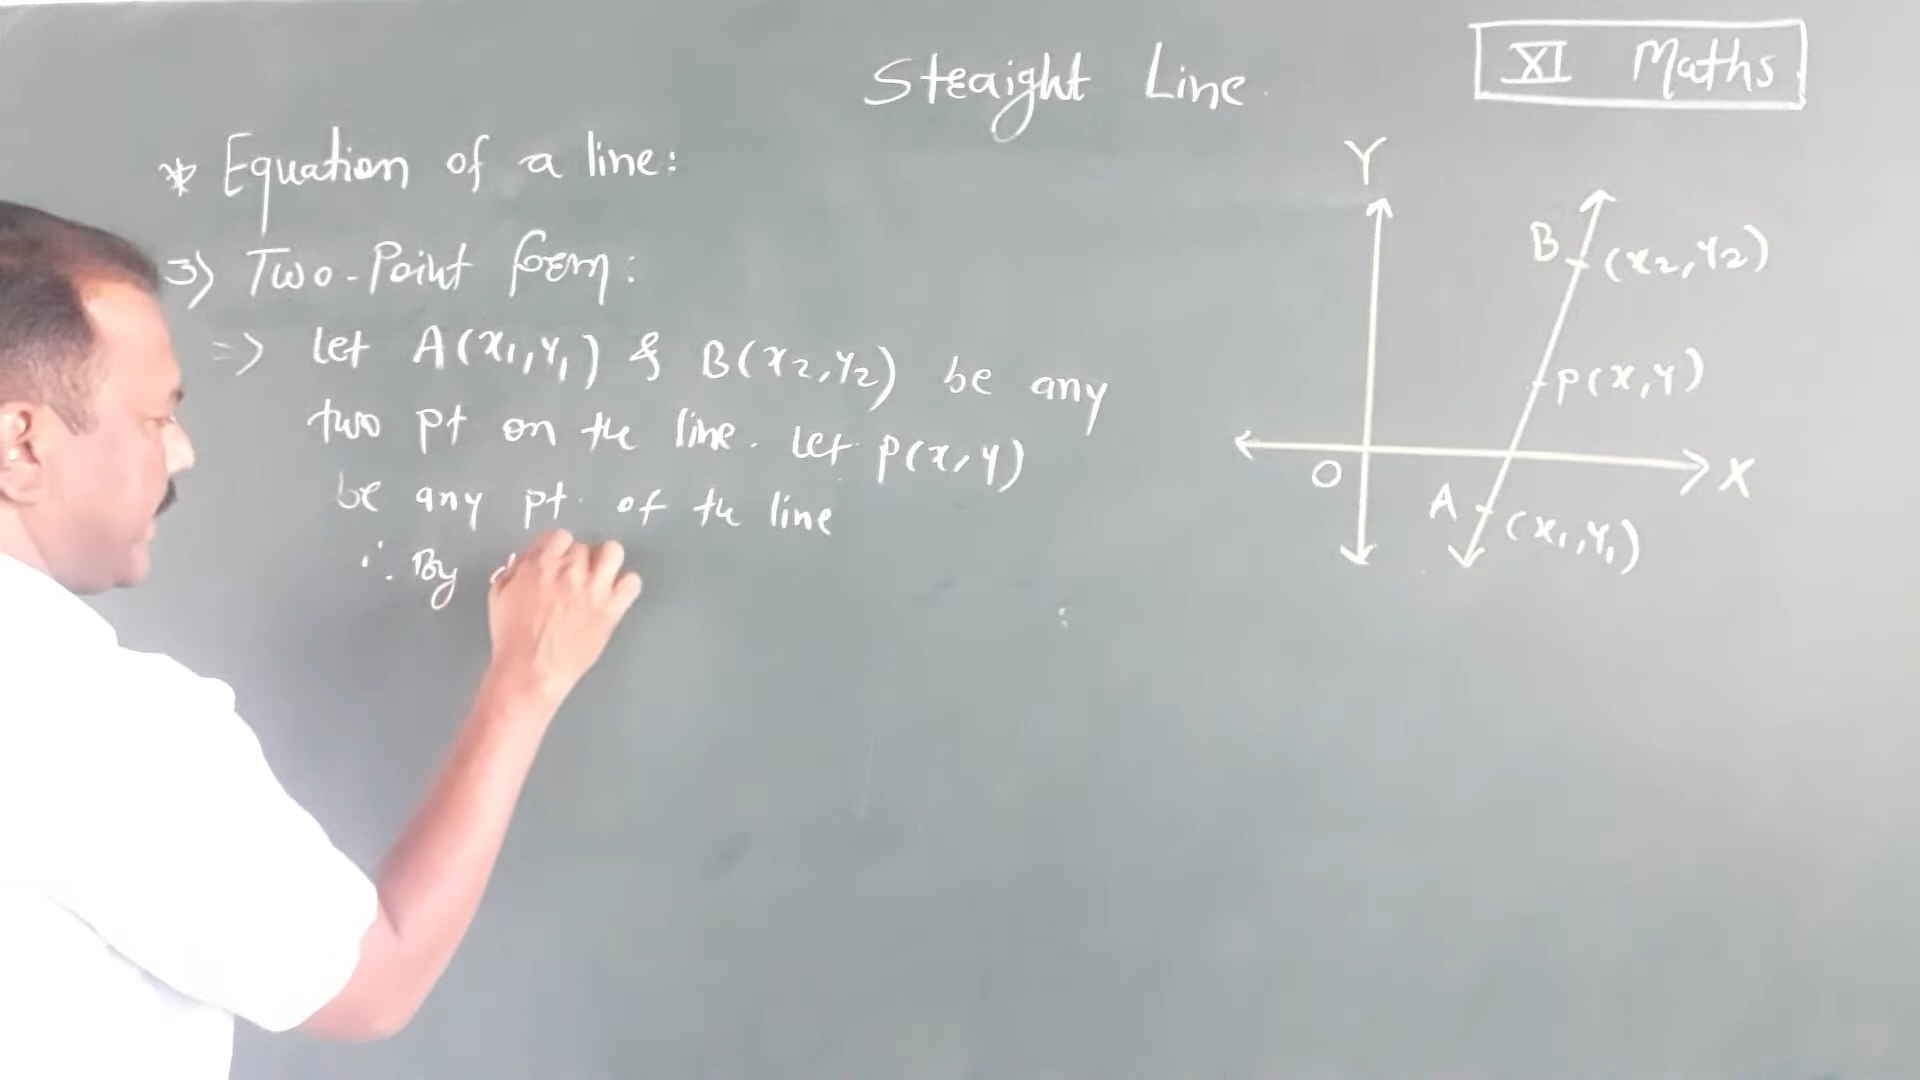 Straight Line.
XI Maths
* Equation of a line:
3) Two-Point form:
=> Let A(x₁,y₁) & B(x₂,y₂) be any
two pt on the line. Let P(x,y)
be any pt. of the line
∴ By
Y
B (x₂,y₂)
P(x,y)
O
X
A (x₁,y₁)